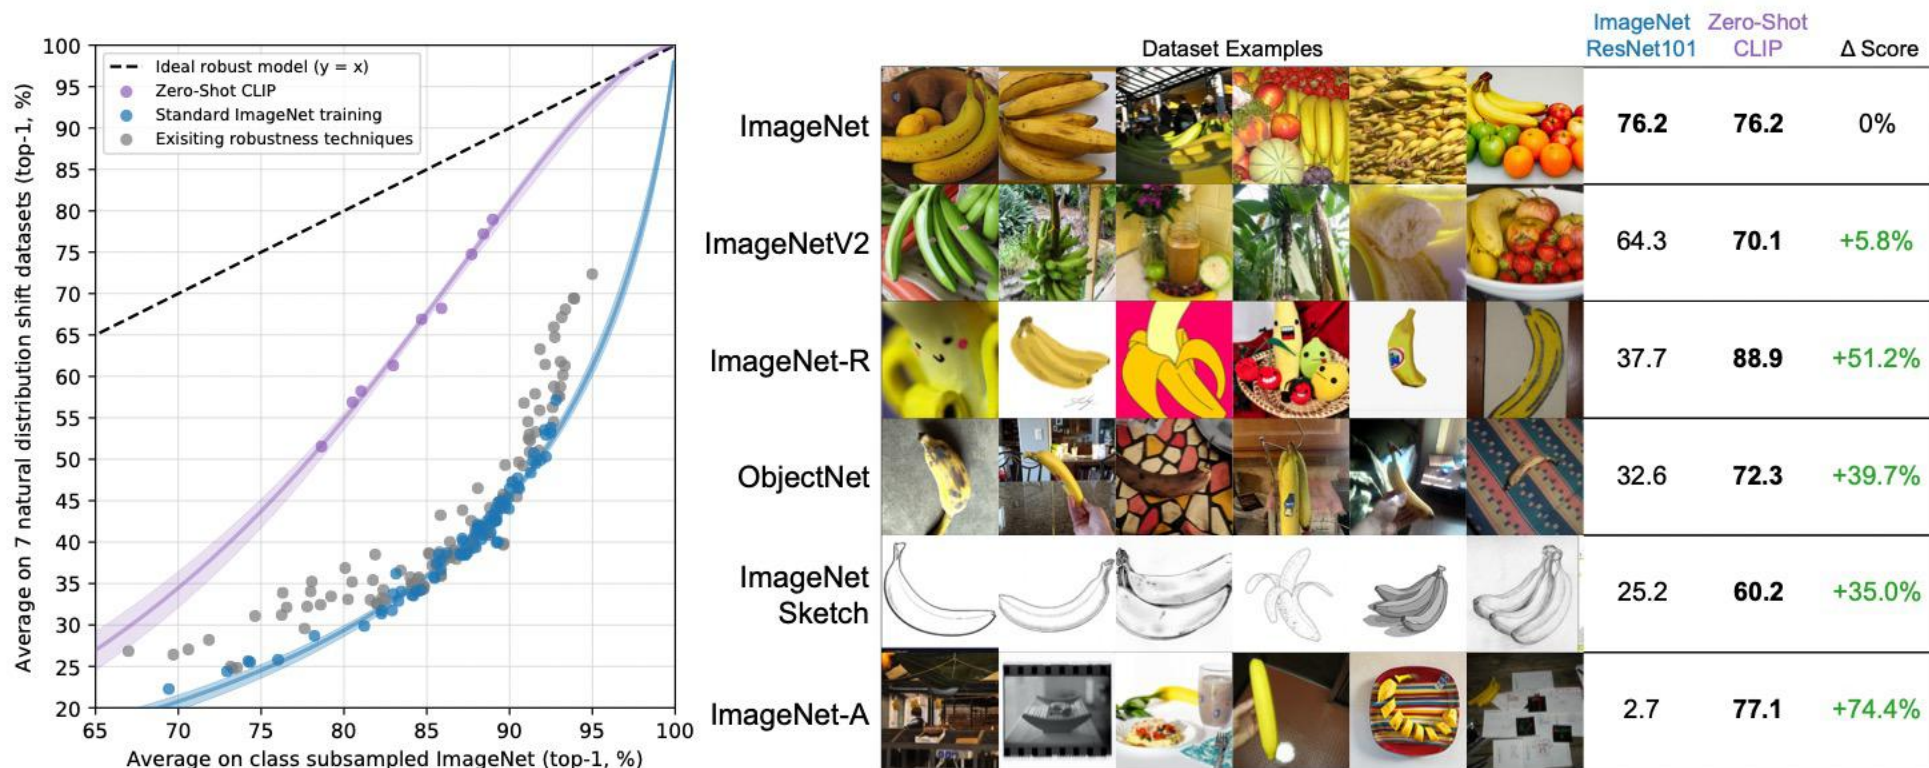 Average on 7 natural distribution shift datasets (top-1, %)
100
95
90
85
80
75
70
65
60
55
50
45
40
35
30
25
20
Ideal robust model (y = x)
Zero-Shot CLIP
Standard ImageNet training
Exisiting robustness techniques
65 70 75 80 85 90 95 100
Average on class subsampled ImageNet (top-1, %)
Dataset Examples
ImageNet
ResNet101
Zero-Shot
CLIP
Δ Score
ImageNet 76.2 76.2 0%
ImageNetV2 64.3 70.1 +5.8%
ImageNet-R 37.7 88.9 +51.2%
ObjectNet 32.6 72.3 +39.7%
ImageNet
Sketch 25.2 60.2 +35.0%
ImageNet-A 2.7 77.1 +74.4%